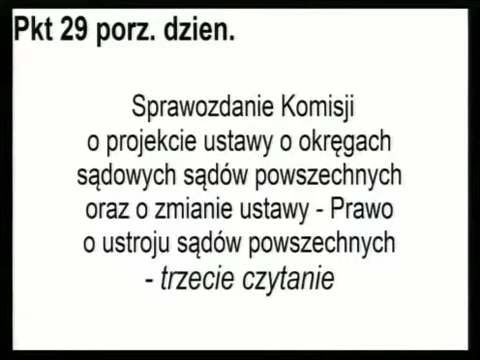 Pkt 29 porz. dzien.
Sprawozdanie Komisji
o projekcie ustawy o okręgach
sądowych sądów powszechnych
oraz o zmianie ustawy - Prawo
o ustroju sądów powszechnych
- trzecie czytanie